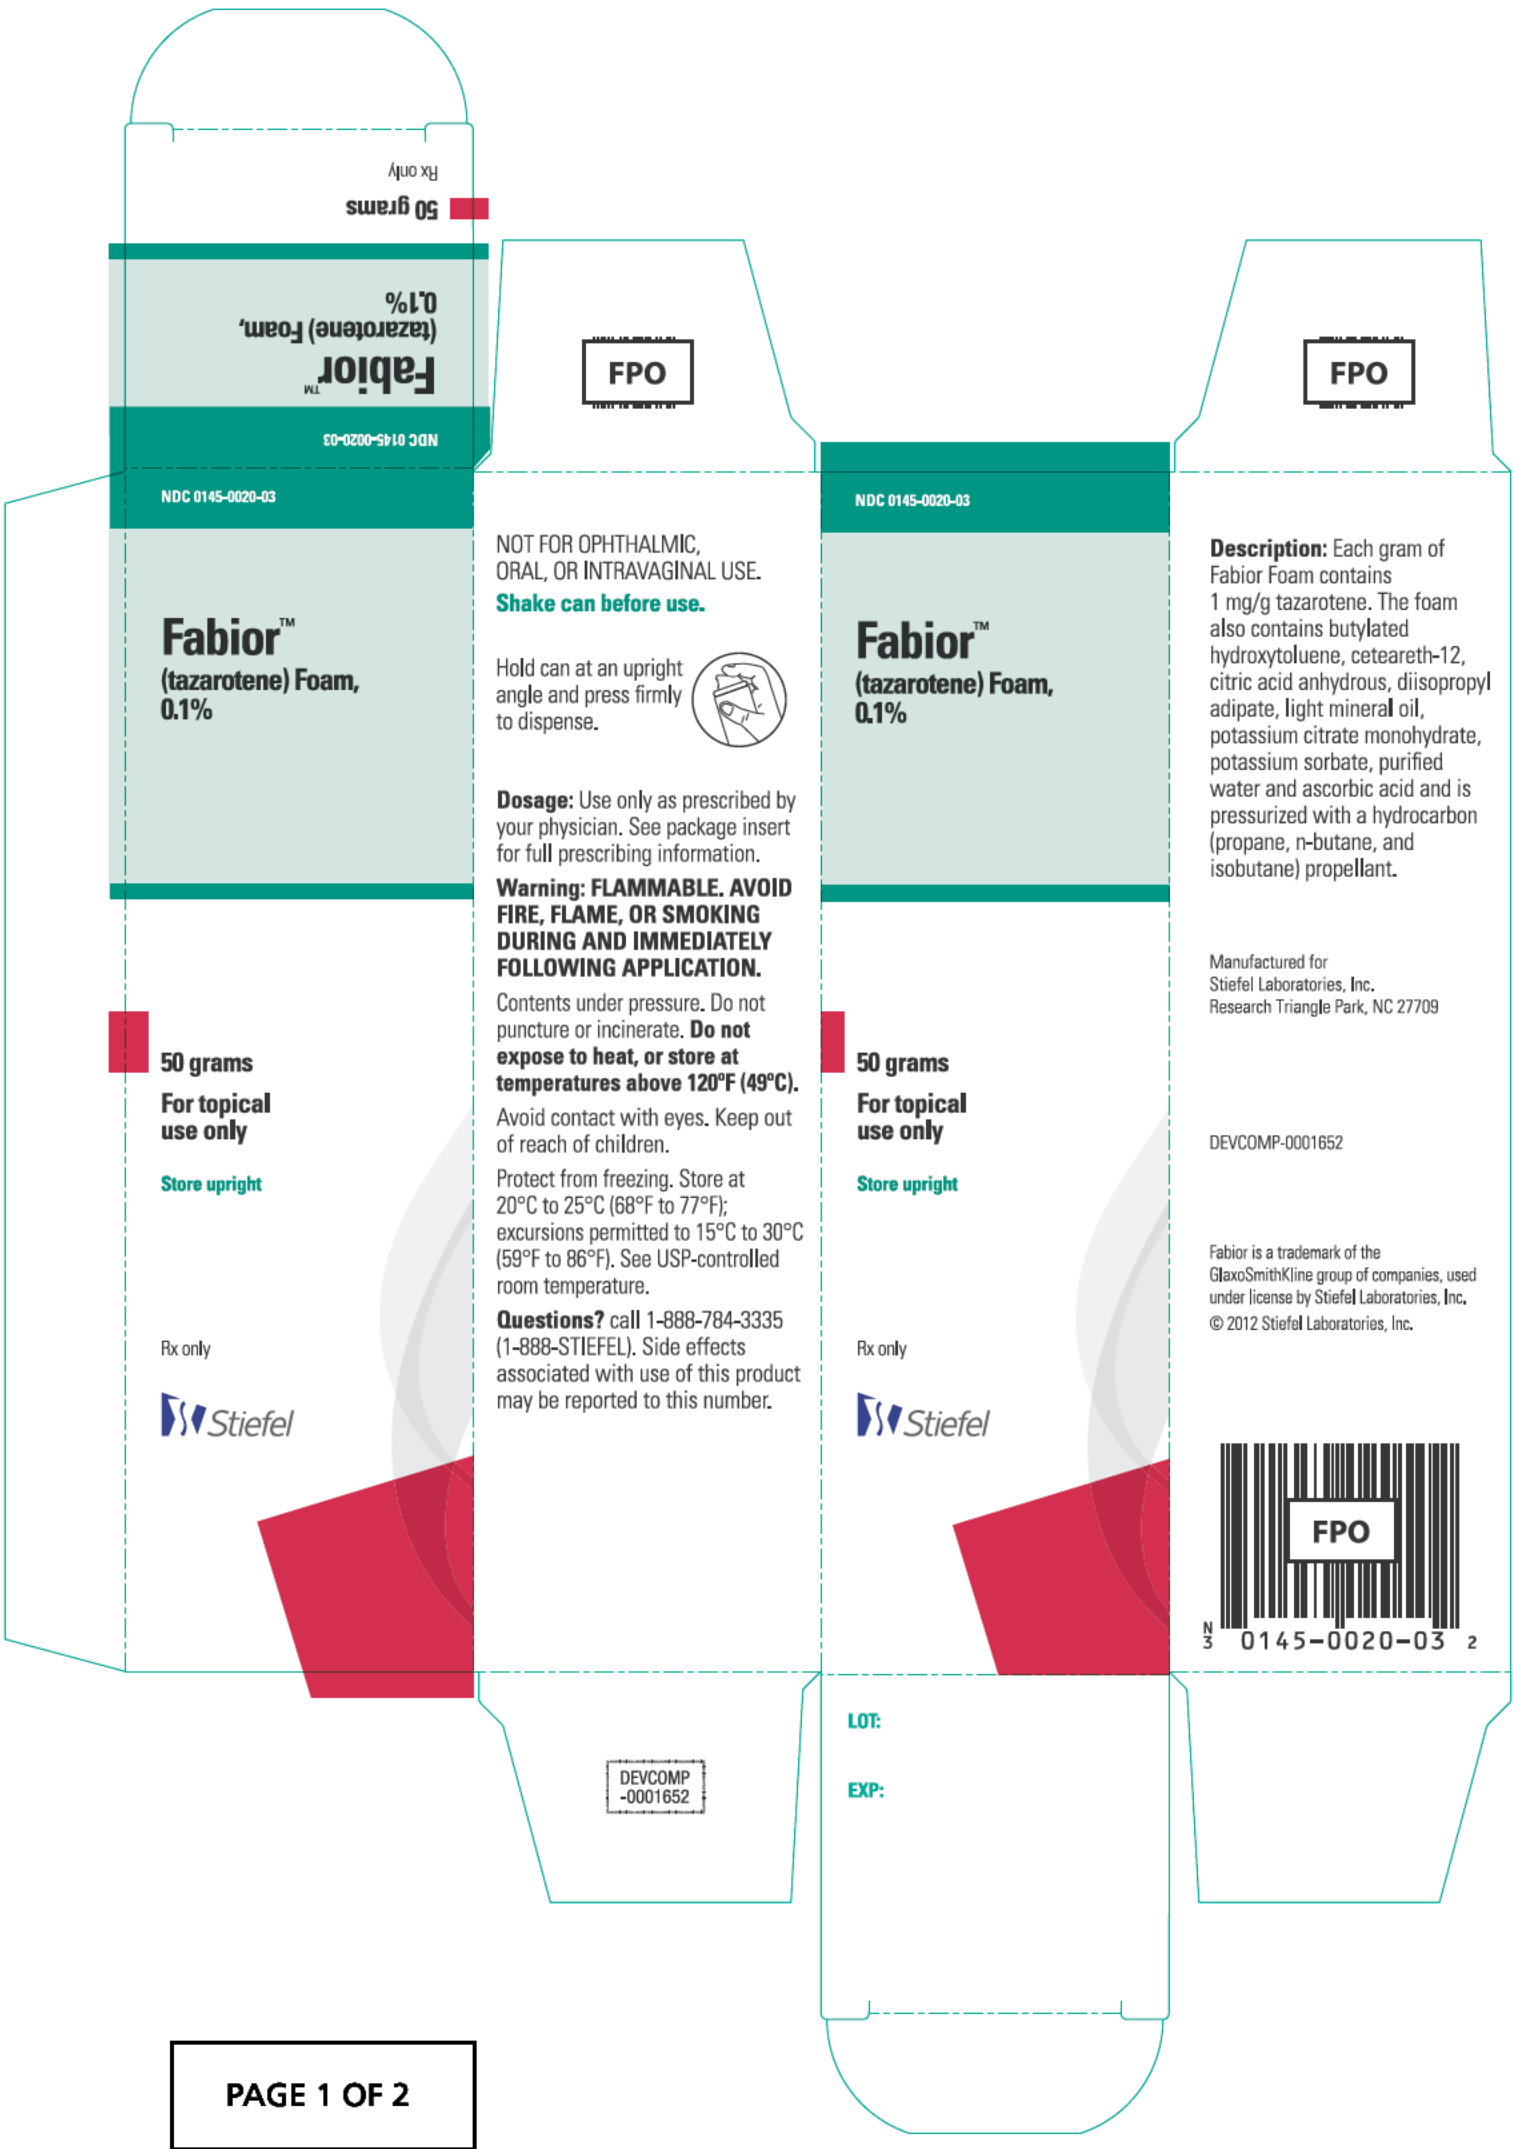 Rx only
50 grams
(tazarotene) Foam,
0.1%
Fabior™
NDC 0145-0020-03
NDC 0145-0020-03
Fabior™
(tazarotene) Foam,
0.1%
50 grams
For topical
use only
Store upright
Rx only
Stiefel
FPO
NOT FOR OPHTHALMIC,
ORAL, OR INTRAVAGINAL USE.
Shake can before use.
Hold can at an upright
angle and press firmly
to dispense.
Dosage: Use only as prescribed by
your physician. See package insert
for full prescribing information.
Warning: FLAMMABLE. AVOID
FIRE, FLAME, OR SMOKING
DURING AND IMMEDIATELY
FOLLOWING APPLICATION.
Contents under pressure. Do not
puncture or incinerate. Do not
expose to heat, or store at
temperatures above 120ºF (49ºC).
Avoid contact with eyes. Keep out
of reach of children.
Protect from freezing. Store at
20°C to 25°C (68°F to 77°F);
excursions permitted to 15°C to 30°C
(59°F to 86°F). See USP-controlled
room temperature.
Questions? call 1-888-784-3335
(1-888-STIEFEL). Side effects
associated with use of this product
may be reported to this number.
DEVCOMP
-0001652
NDC 0145-0020-03
Fabior™
(tazarotene) Foam,
0.1%
50 grams
For topical
use only
Store upright
Rx only
Stiefel
LOT:
EXP:
FPO
Description: Each gram of
Fabior Foam contains
1 mg/g tazarotene. The foam
also contains butylated
hydroxytoluene, ceteareth-12,
citric acid anhydrous, diisopropyl
adipate, light mineral oil,
potassium citrate monohydrate,
potassium sorbate, purified
water and ascorbic acid and is
pressurized with a hydrocarbon
(propane, n-butane, and
isobutane) propellant.
Manufactured for
Stiefel Laboratories, Inc.
Research Triangle Park, NC 27709
DEVCOMP-0001652
Fabior is a trademark of the
GlaxoSmithKline group of companies, used
under license by Stiefel Laboratories, Inc.
© 2012 Stiefel Laboratories, Inc.
FPO
N
3 0145-0020-03 2
PAGE 1 OF 2